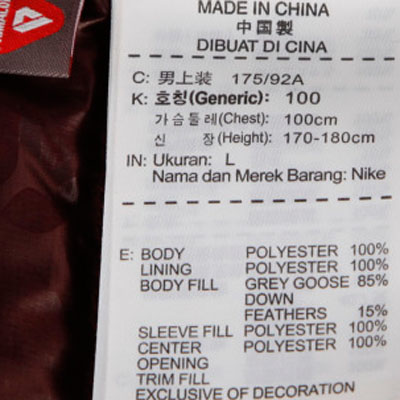 MADE IN CHINA
中国製
DIBUAT DI CINA
C: 男上装 175/92A
K: 호칭(Generic): 100
가슴둘레(Chest): 100cm
신 장(Height): 170-180cm
IN: Ukuran: L
Nama dan Merek Barang: Nike
E: BODY POLYESTER 100%
LINING POLYESTER 100%
BODY FILL GREY GOOSE 85%
DOWN
FEATHERS 15%
SLEEVE FILL POLYESTER 100%
CENTER POLYESTER 100%
OPENING
TRIM FILL
EXCLUSIVE OF DECORATION